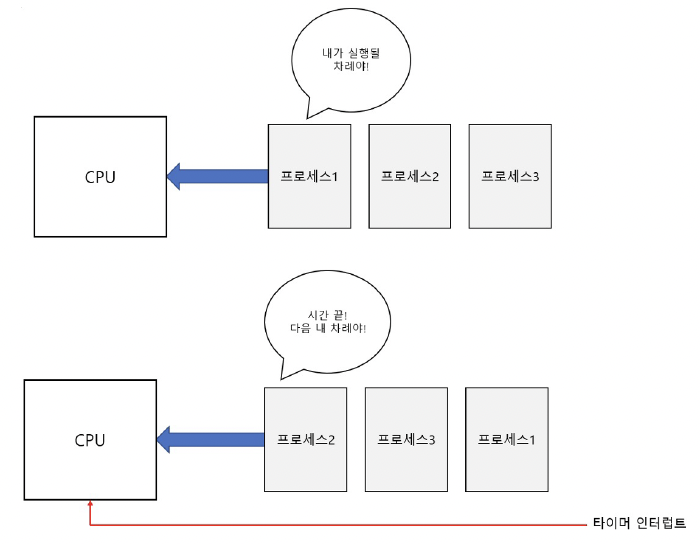 내가 실행될
차례야!
CPU
프로세스1
프로세스2
프로세스3
시간 끝!
다음 내 차례야!
CPU
프로세스2
프로세스3
프로세스1
타이머 인터럽트